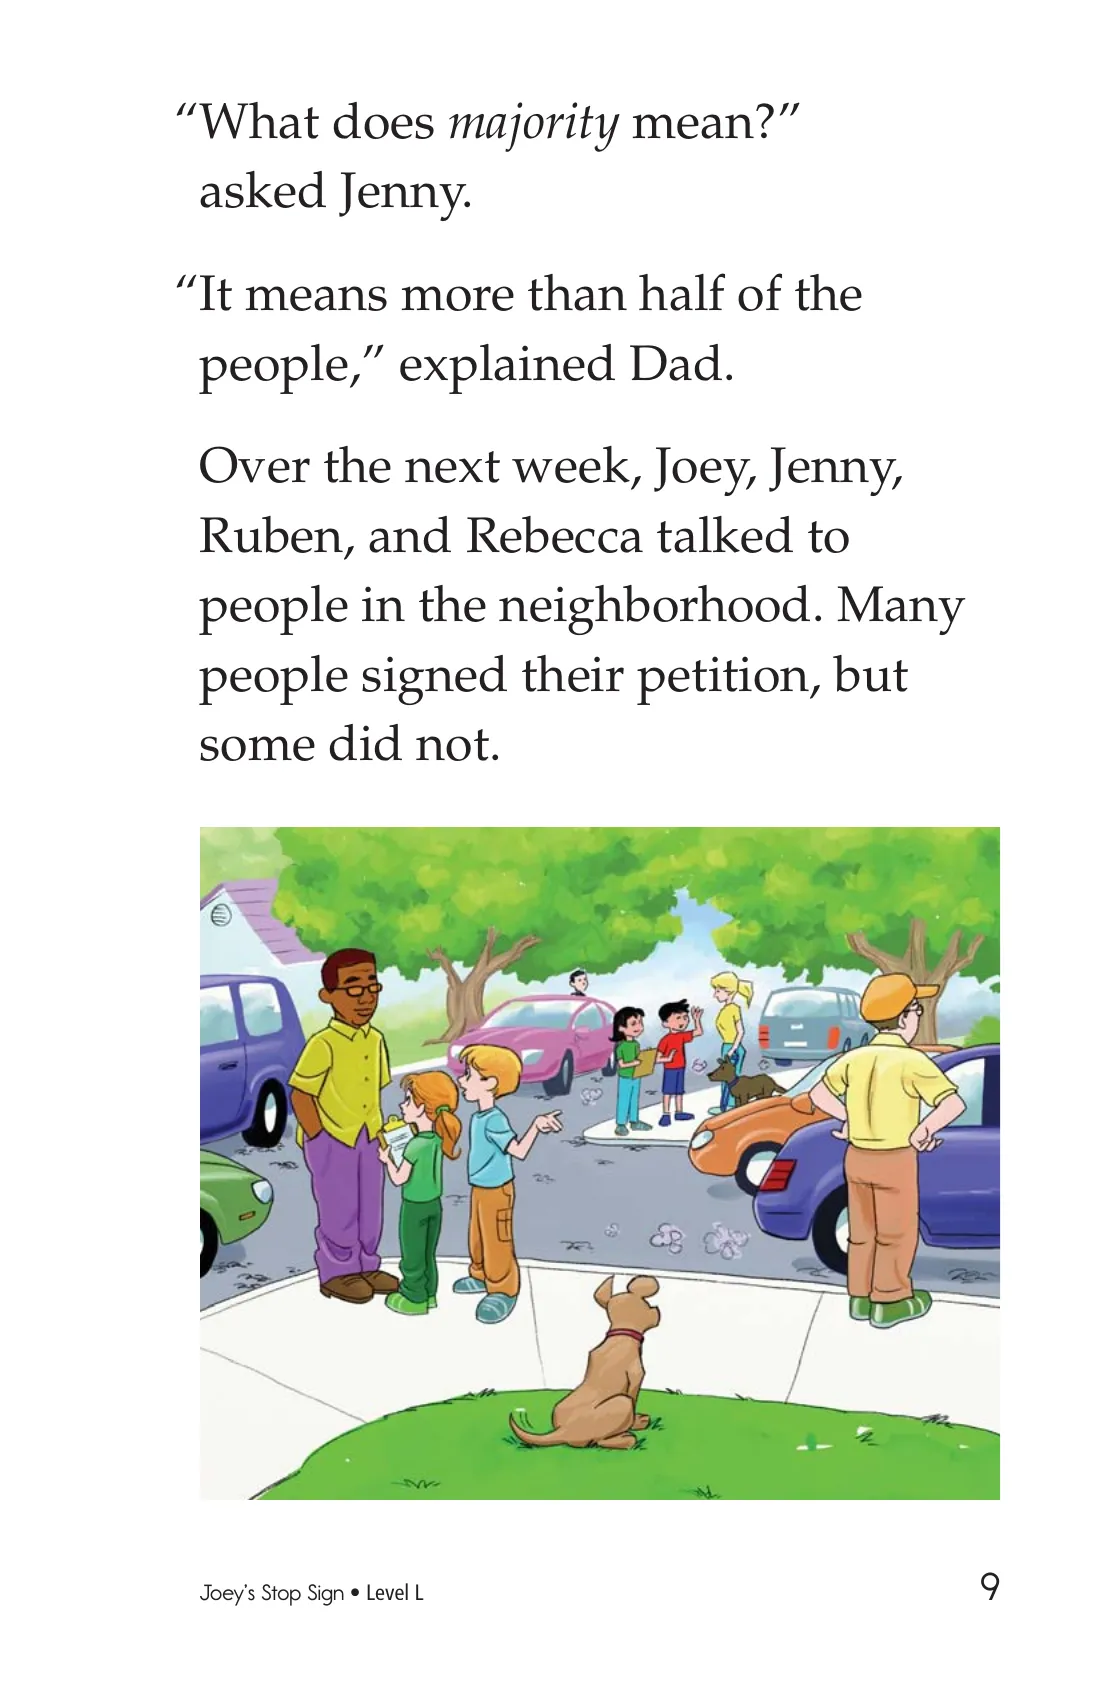 “What does majority mean?”
asked Jenny.
“It means more than half of the
people,” explained Dad.
Over the next week, Joey, Jenny,
Ruben, and Rebecca talked to
people in the neighborhood. Many
people signed their petition, but
some did not.
Joey’s Stop Sign • Level L
9